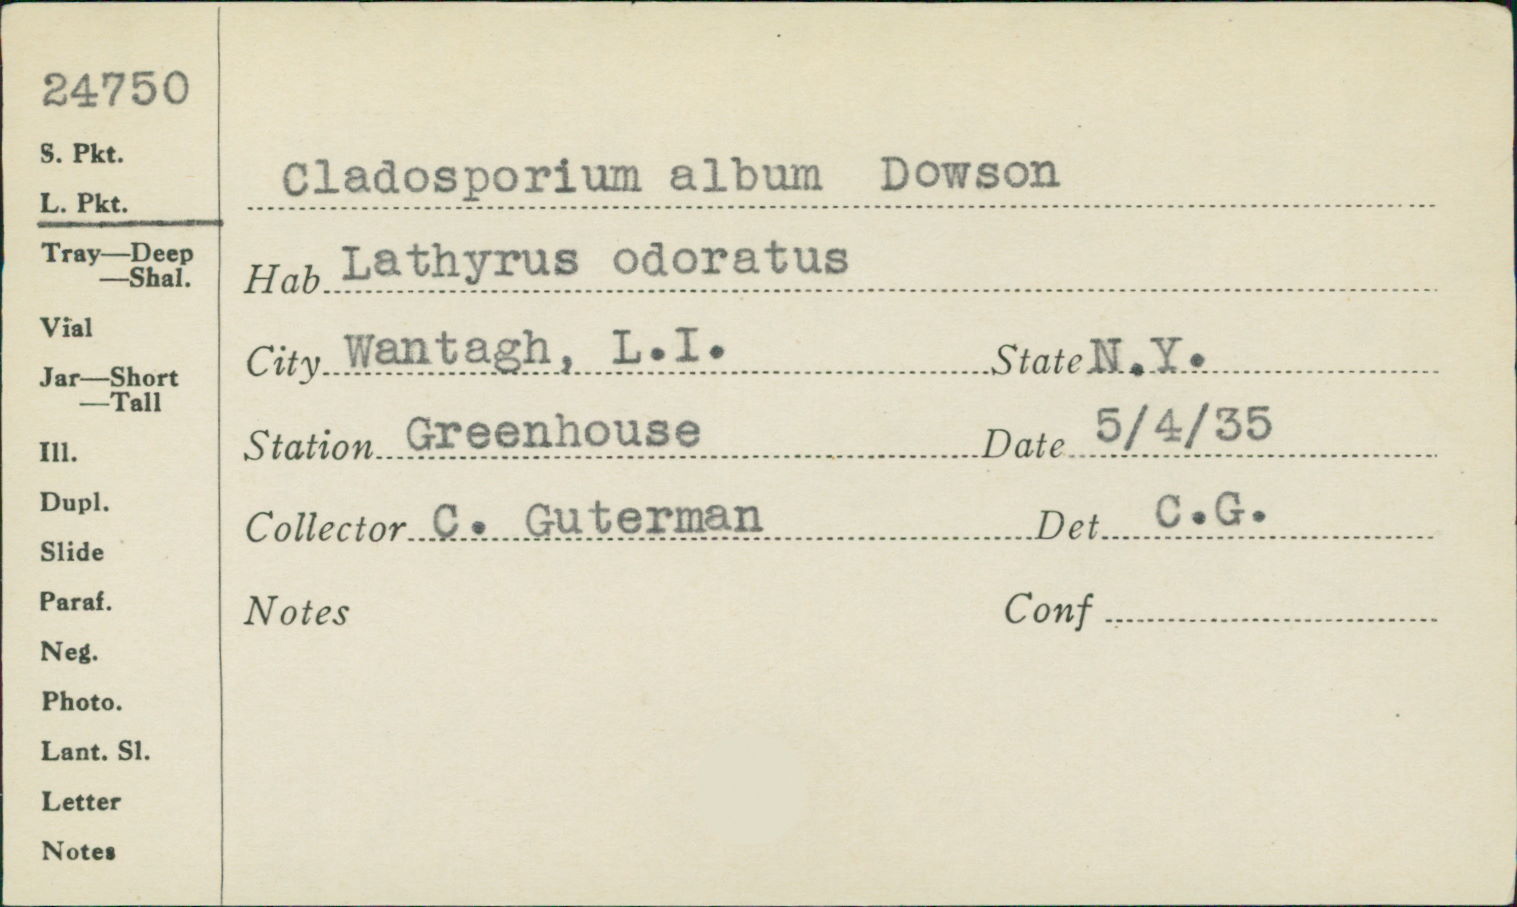 24750
S. Pkt.
L. Pkt.
Tray—Deep
—Shal.
Vial
Jar—Short
—Tall
Ill.
Dupl.
Slide
Paraf.
Neg.
Photo.
Lant. Sl.
Letter
Notes
Cladosporium album Dowson
Hab Lathyrus odoratus
City Wantagh, L.I. State N.Y.
Station Greenhouse Date 5/4/35
Collector C. Guterman Det C.G.
Notes Conf